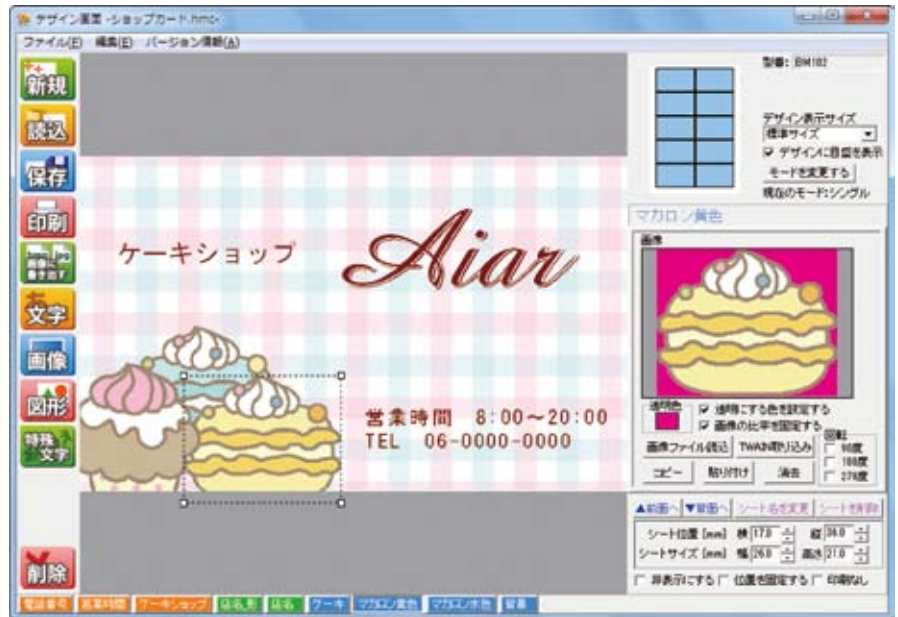 デザイン画面 -ショップカード.hmc-
ファイル(F) 編集(E) バージョン情報(A)
新規
読込
保存
印刷
文字
画像
図形
特殊文字
削除
ケーキショップ
Aiar
営業時間 8:00〜20:00
TEL 06-0000-0000
型番: BM102
デザイン表示サイズ
標準サイズ
デザインに目盛を表示
モードを変更する
現在のモード:シングル
マカロン黄色
画像
透明色
透明にする色を設定する
画像の比率を固定する
画像ファイル読込 TWAIN取り込み
コピー 貼り付け 消去
回転
90度
180度
270度
▲前面へ ▼背面へ シート名を変更 シートを削除
シート位置 [mm] 横 17.0 縦 34.0
シートサイズ [mm] 幅 26.0 高さ 21.0
非表示にする 位置を固定する 印刷なし
電話番号 営業時間 ケーキショップ 店名_影 店名 ケーキ マカロン黄色 マカロン水色 背景